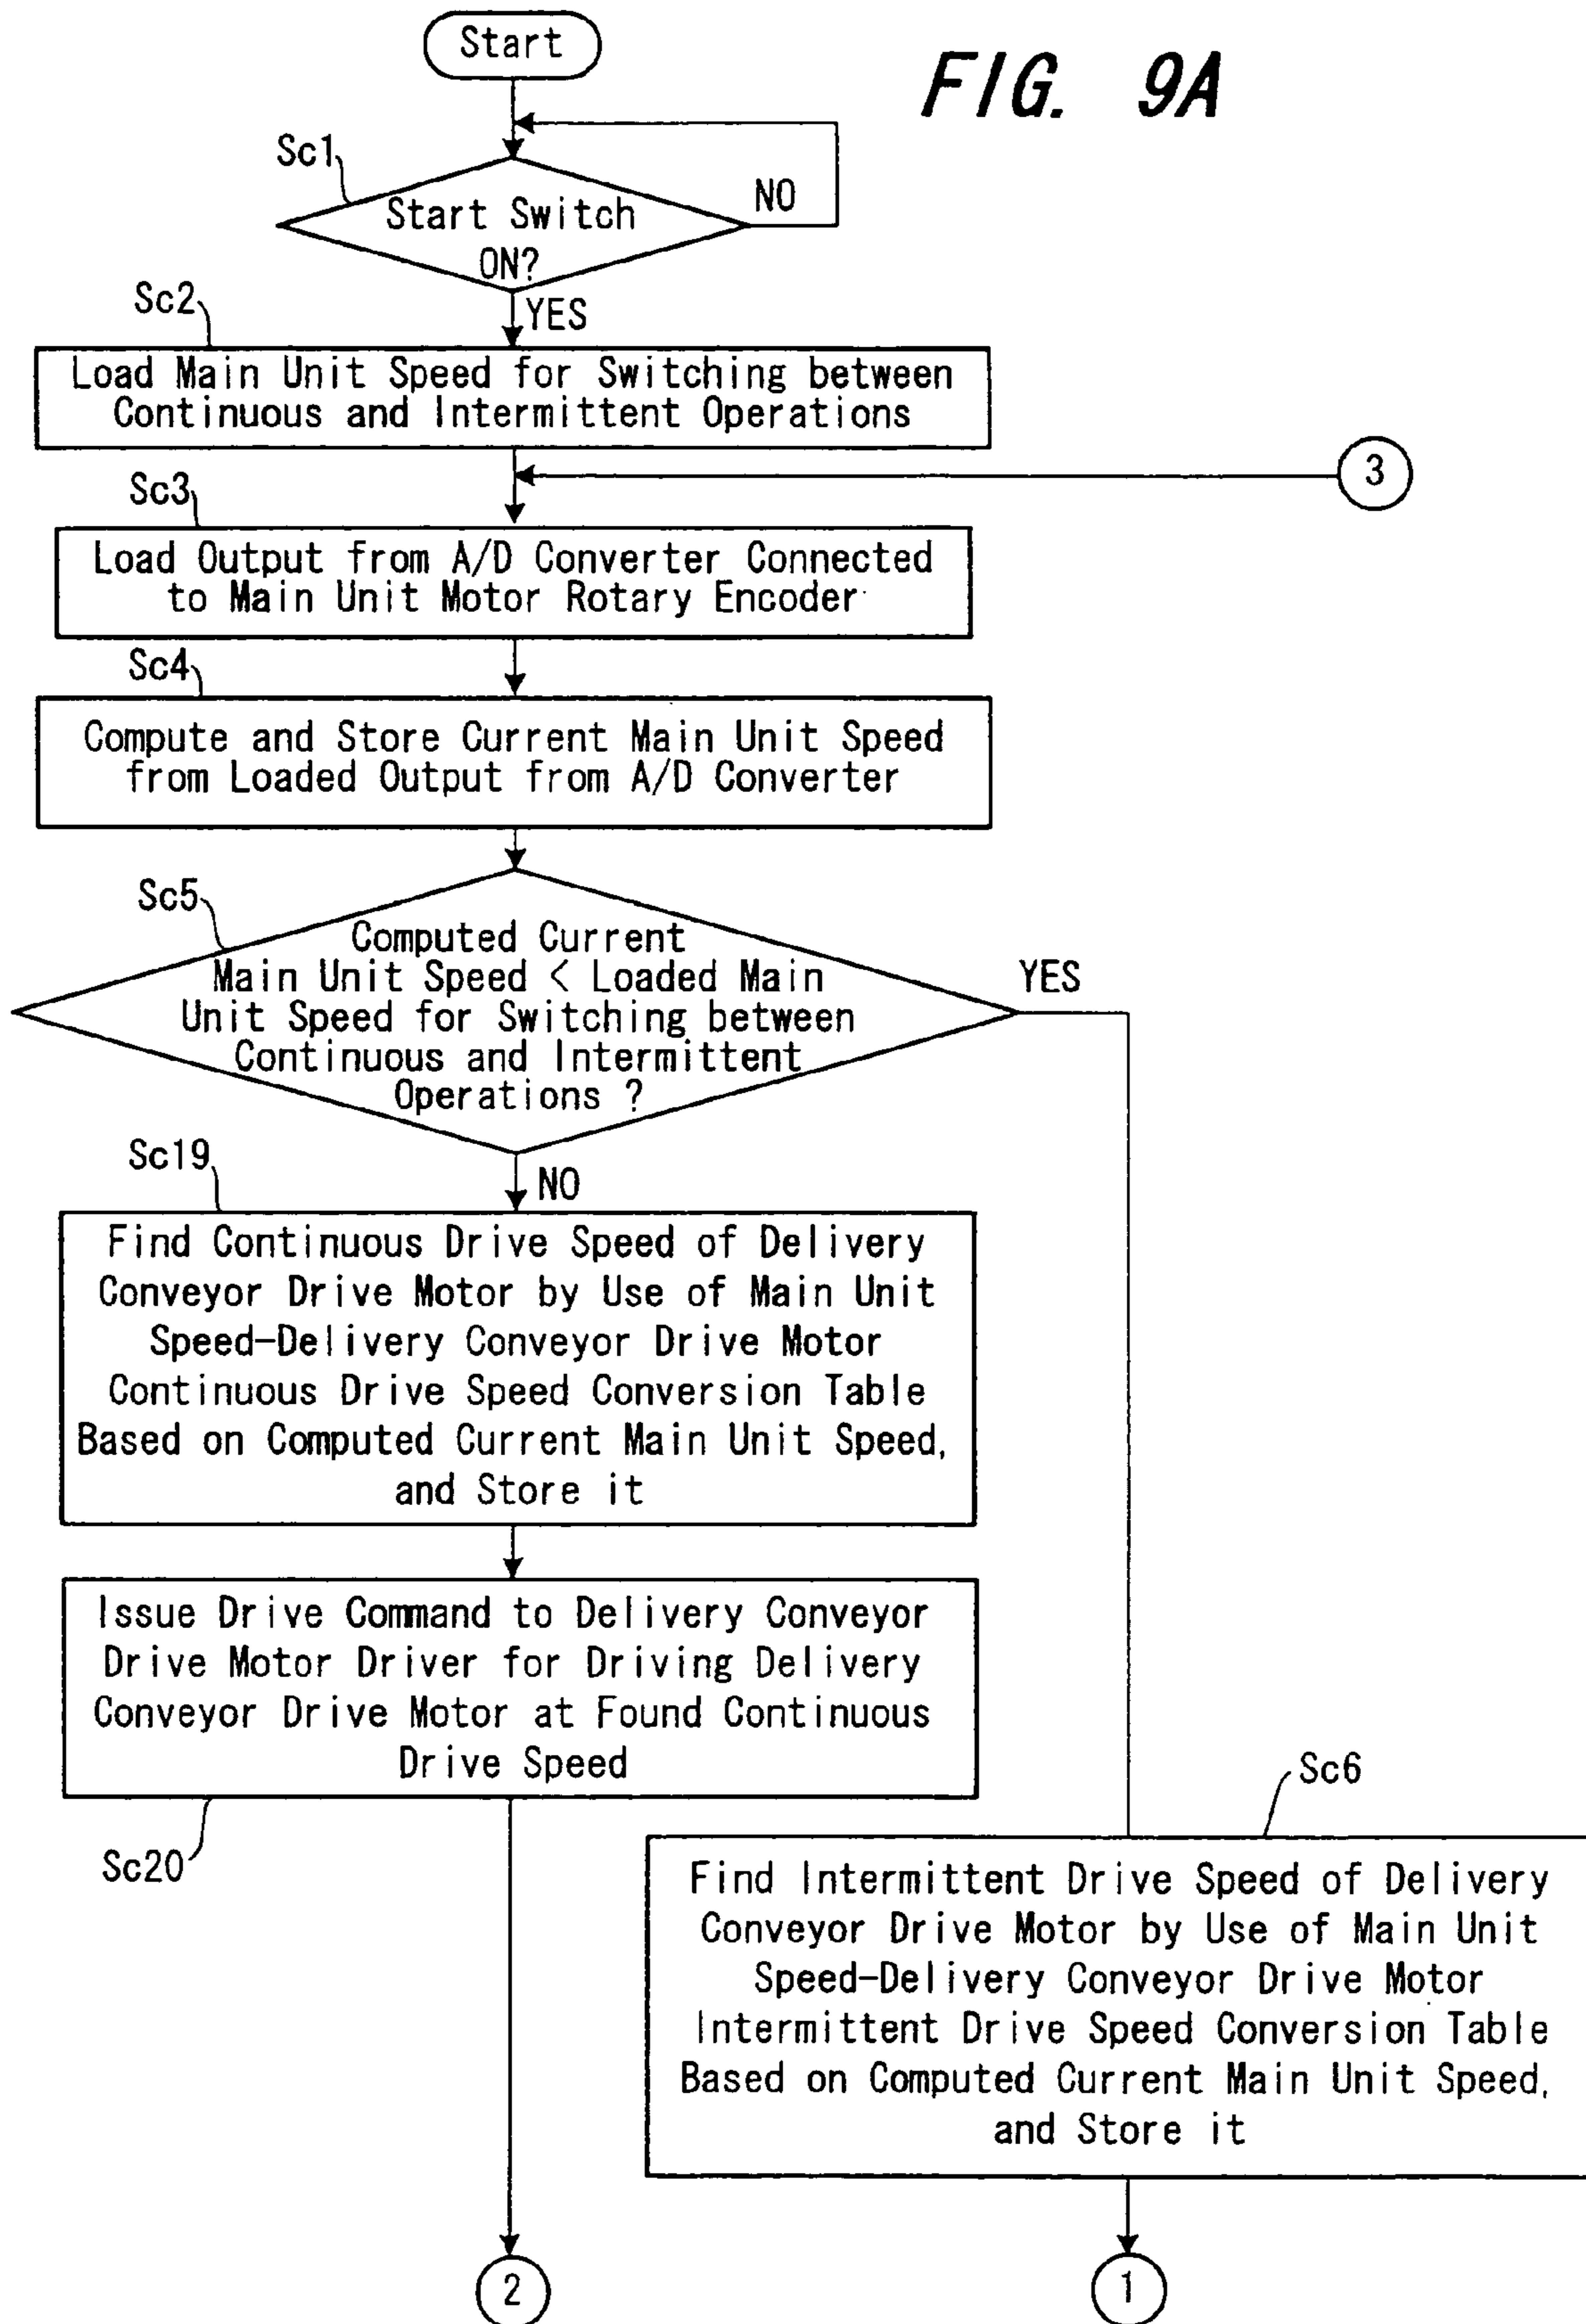 Start
FIG. 9A
Sc1
Start Switch
ON?
NO
YES
Sc2
Load Main Unit Speed for Switching between
Continuous and Intermittent Operations
3
Sc3
Load Output from A/D Converter Connected
to Main Unit Motor Rotary Encoder
Sc4
Compute and Store Current Main Unit Speed
from Loaded Output from A/D Converter
Sc5
Computed Current
Main Unit Speed < Loaded Main
Unit Speed for Switching between
Continuous and Intermittent
Operations ?
YES
NO
Sc19
Find Continuous Drive Speed of Delivery
Conveyor Drive Motor by Use of Main Unit
Speed-Delivery Conveyor Drive Motor
Continuous Drive Speed Conversion Table
Based on Computed Current Main Unit Speed,
and Store it
Issue Drive Command to Delivery Conveyor
Drive Motor Driver for Driving Delivery
Conveyor Drive Motor at Found Continuous
Drive Speed
Sc20
Sc6
Find Intermittent Drive Speed of Delivery
Conveyor Drive Motor by Use of Main Unit
Speed-Delivery Conveyor Drive Motor
Intermittent Drive Speed Conversion Table
Based on Computed Current Main Unit Speed,
and Store it
2
1